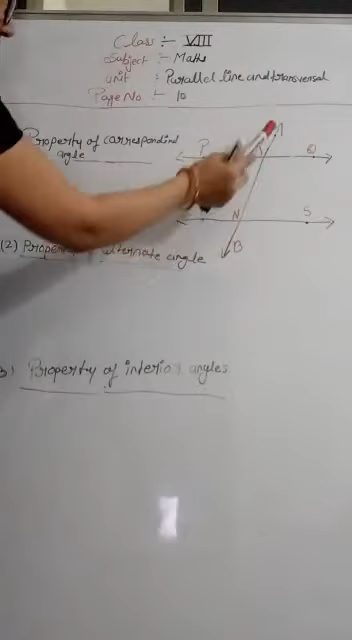 Class :- VIII
Subject :- Maths
unit : Parallel line and transversal
Page No :- 10
Property of corresponding
angle
P
A
Q
N
S
B
(2) Property alternate angle
Property of interior angles